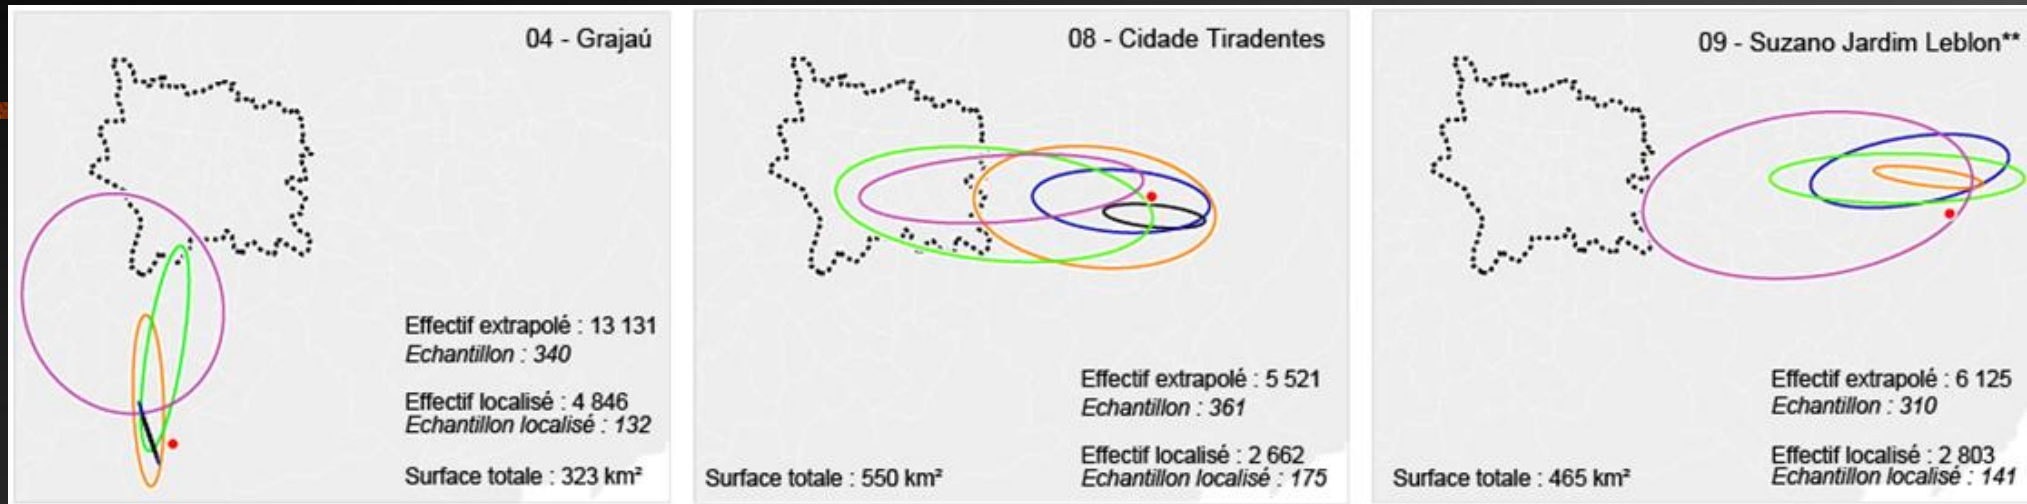 04 - Grajaú
Effectif extrapolé : 13 131
Echantillon : 340
Effectif localisé : 4 846
Echantillon localisé : 132
Surface totale : 323 km²
08 - Cidade Tiradentes
Effectif extrapolé : 5 521
Echantillon : 361
Effectif localisé : 2 662
Surface totale : 550 km²
Echantillon localisé : 175
09 - Suzano Jardim Leblon**
Effectif extrapolé : 6 125
Echantillon : 310
Effectif localisé : 2 803
Surface totale : 465 km²
Echantillon localisé : 141